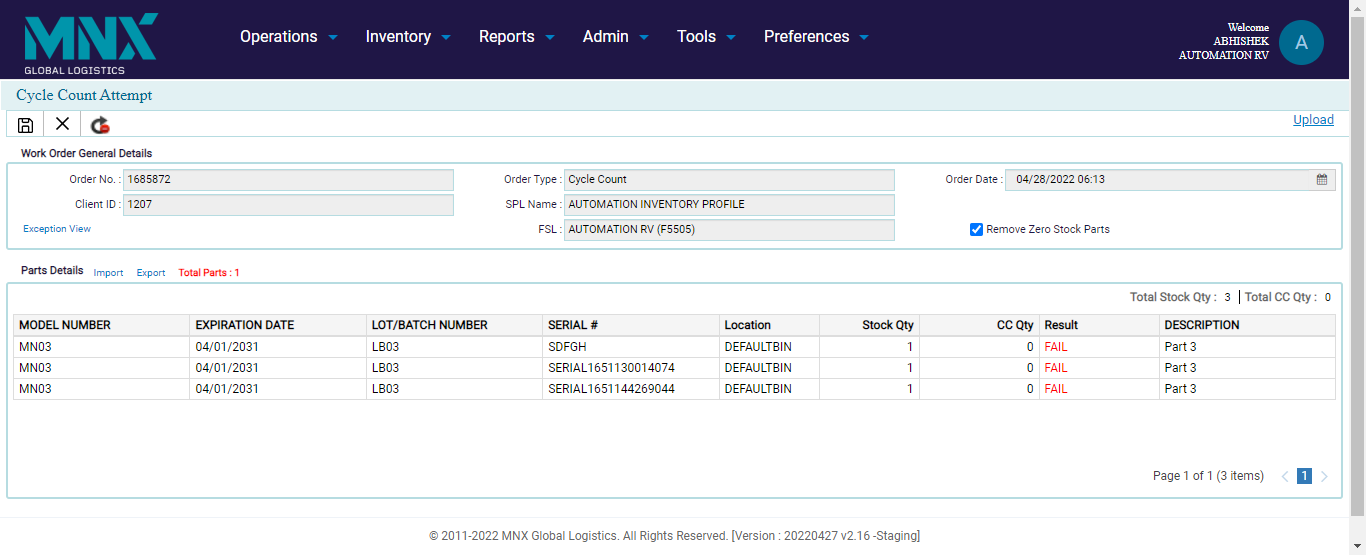 MNX
GLOBAL LOGISTICS
Operations Inventory Reports Admin Tools Preferences
Welcome
ABHISHEK
AUTOMATION RV
A
Cycle Count Attempt
Upload
Work Order General Details
Order No. : 1685872 Order Type : Cycle Count Order Date : 04/28/2022 06:13
Client ID : 1207 SPL Name : AUTOMATION INVENTORY PROFILE
Exception View FSL : AUTOMATION RV (F5505) Remove Zero Stock Parts
Parts Details Import Export Total Parts : 1
Total Stock Qty : 3 Total CC Qty : 0
MODEL NUMBER EXPIRATION DATE LOT/BATCH NUMBER SERIAL # Location Stock Qty CC Qty Result DESCRIPTION
MN03 04/01/2031 LB03 SDFGH DEFAULTBIN 1 0 FAIL Part 3
MN03 04/01/2031 LB03 SERIAL1651130014074 DEFAULTBIN 1 0 FAIL Part 3
MN03 04/01/2031 LB03 SERIAL1651144269044 DEFAULTBIN 1 0 FAIL Part 3
Page 1 of 1 (3 items) 1
© 2011-2022 MNX Global Logistics. All Rights Reserved. [Version : 20220427 v2.16 -Staging]